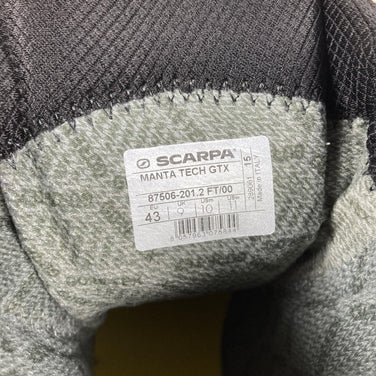 SCARPA
MANTA TECH GTX
87506-201.2 FT/00
EU UK USm USw
43 9 10 11
15
Made in ITALY